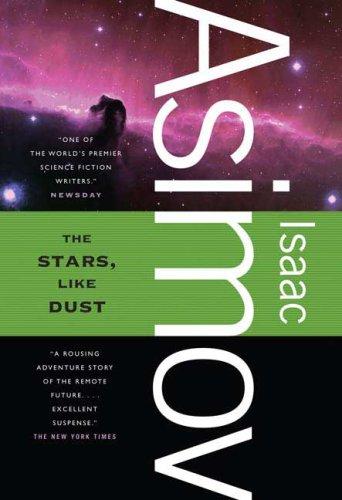 Isaac
Asimov
"ONE OF
THE WORLD'S PREMIER
SCIENCE FICTION
WRITERS."
NEWSDAY
THE
STARS,
LIKE
DUST
"A ROUSING
ADVENTURE STORY
OF THE REMOTE
FUTURE. . . .
EXCELLENT
SUSPENSE."
THE NEW YORK TIMES